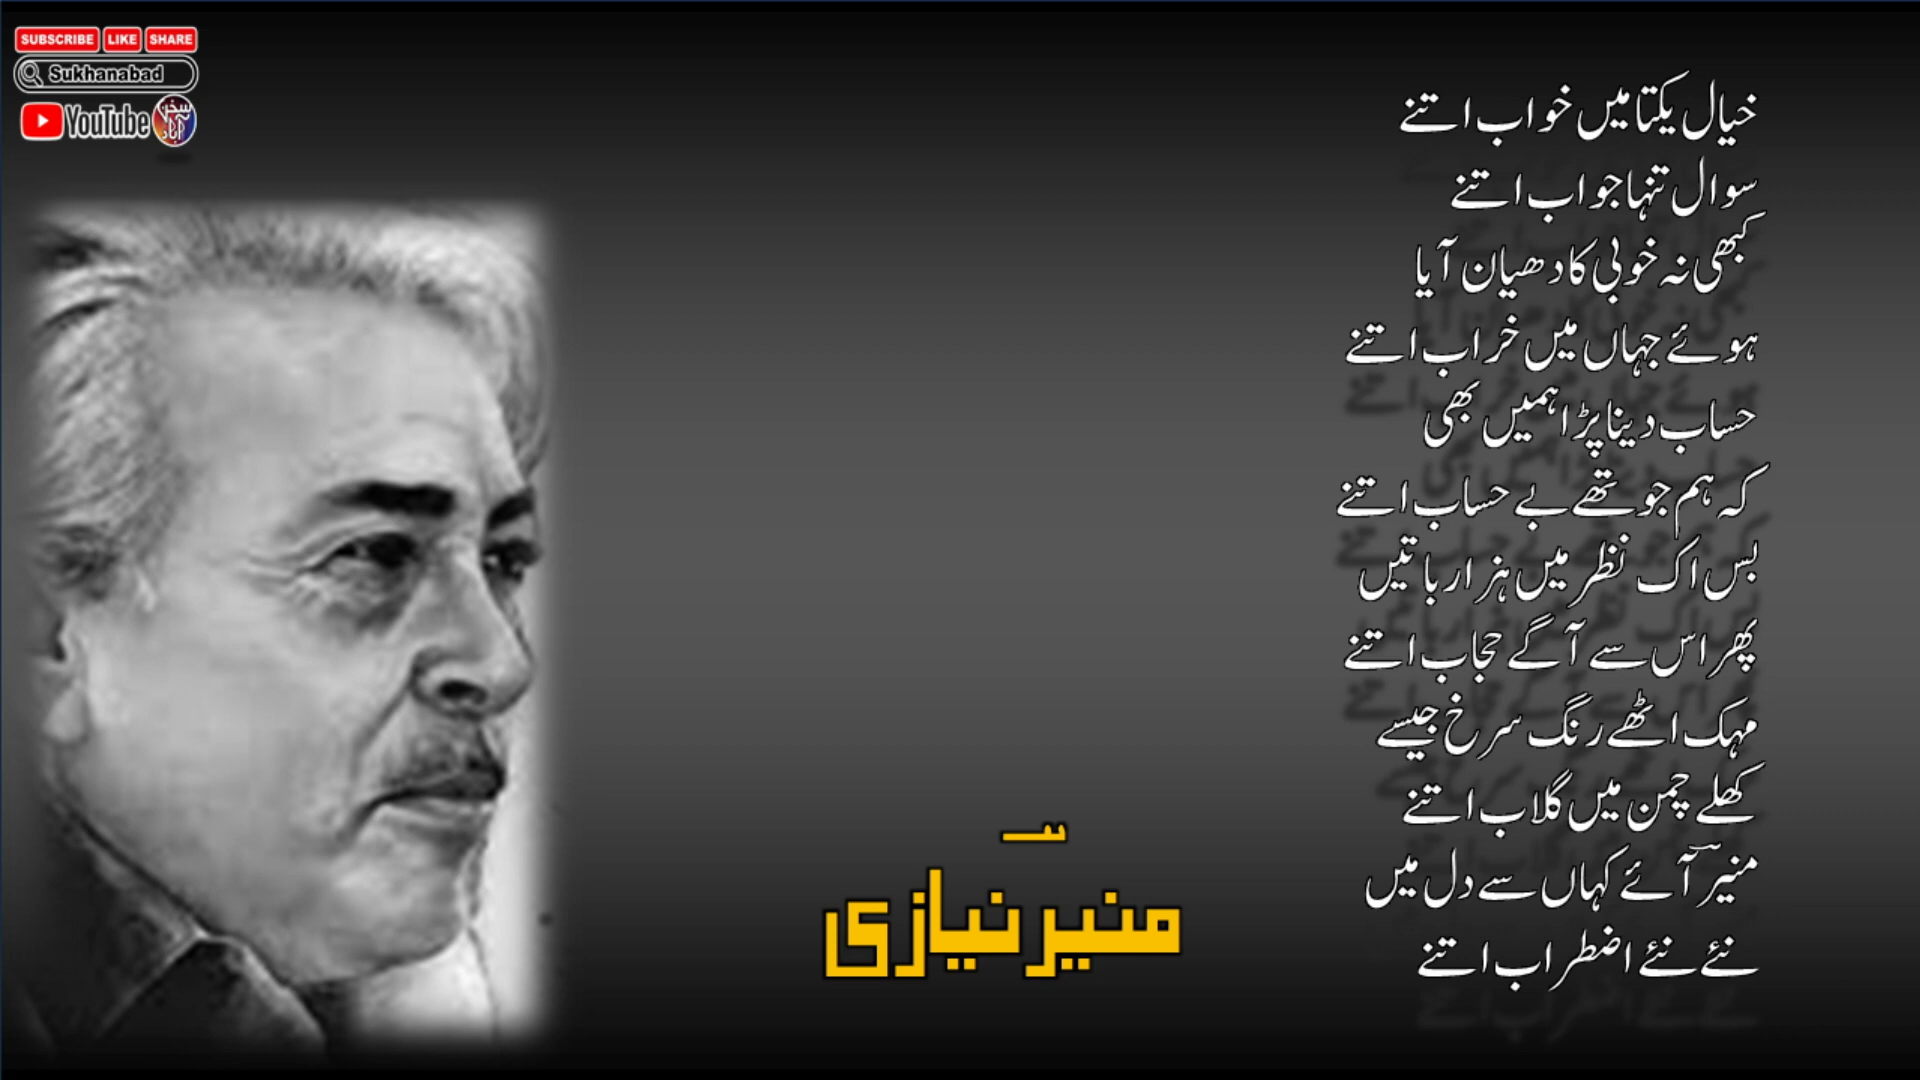 SUBSCRIBE LIKE SHARE
Sukhanabad
YouTube سخن آباد
خیال یکتا میں خواب اتنے
سوال تنہا جواب اتنے
کبھی نہ خوبی کا دھیان آیا
ہوئے جہاں میں خراب اتنے
حساب دینا پڑا ہمیں بھی
کہ ہم جو تھے بے حساب اتنے
بس اک نظر میں ہزار باتیں
پھر اس سے آگے حجاب اتنے
مہک اٹھے رنگ سرخ جیسے
کھلے چمن میں گلاب اتنے
منیرؔ آئے کہاں سے دل میں
نئے نئے اضطراب اتنے
منیرؔ نیازی